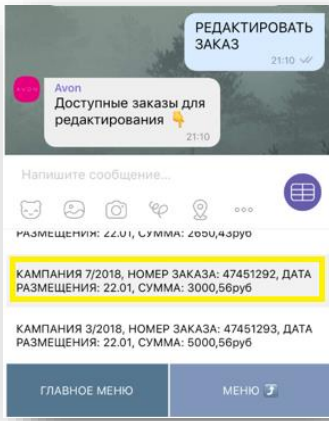 РЕДАКТИРОВАТЬ
ЗАКАЗ
21:10
Avon
Доступные заказы для
редактирования 👇
21:10
Напишите сообщение...
РАЗМЕЩЕНИЯ: 22.01, СУММА: 2650,43руб
КАМПАНИЯ 7/2018, НОМЕР ЗАКАЗА: 47451292, ДАТА
РАЗМЕЩЕНИЯ: 22.01, СУММА: 3000,56руб
КАМПАНИЯ 3/2018, НОМЕР ЗАКАЗА: 47451293, ДАТА
РАЗМЕЩЕНИЯ: 22.01, СУММА: 5000,56руб
ГЛАВНОЕ МЕНЮ
МЕНЮ ⤴️